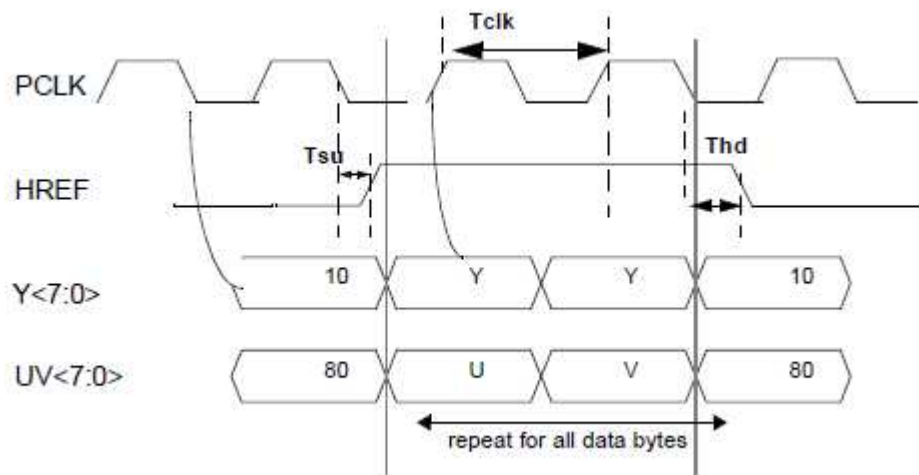 Tclk
PCLK
Tsu
Thd
HREF
Y<7:0> 10 Y Y 10
UV<7:0> 80 U V 80
repeat for all data bytes